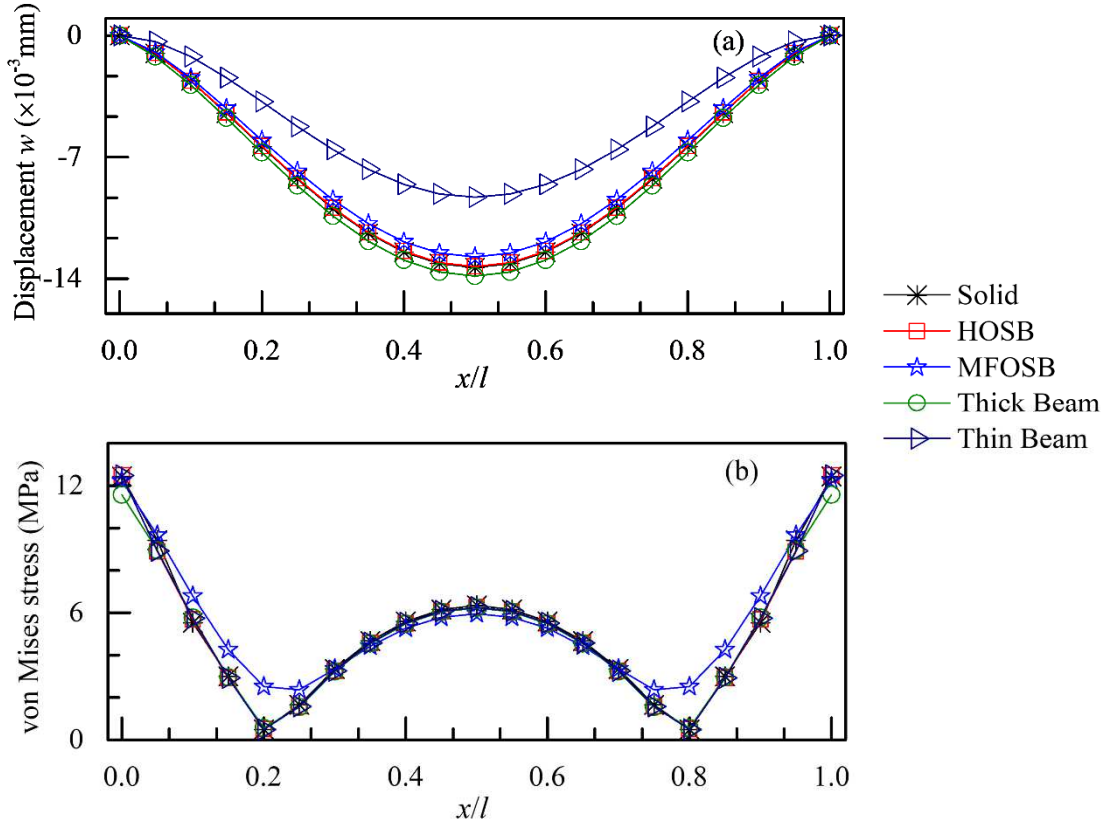 (a)
Displacement w (×10⁻³ mm)
0
-7
-14
0.0 0.2 0.4 0.6 0.8 1.0
x/l
Solid
HOSB
MFOSB
Thick Beam
Thin Beam
(b)
von Mises stress (MPa)
12
6
0
0.0 0.2 0.4 0.6 0.8 1.0
x/l